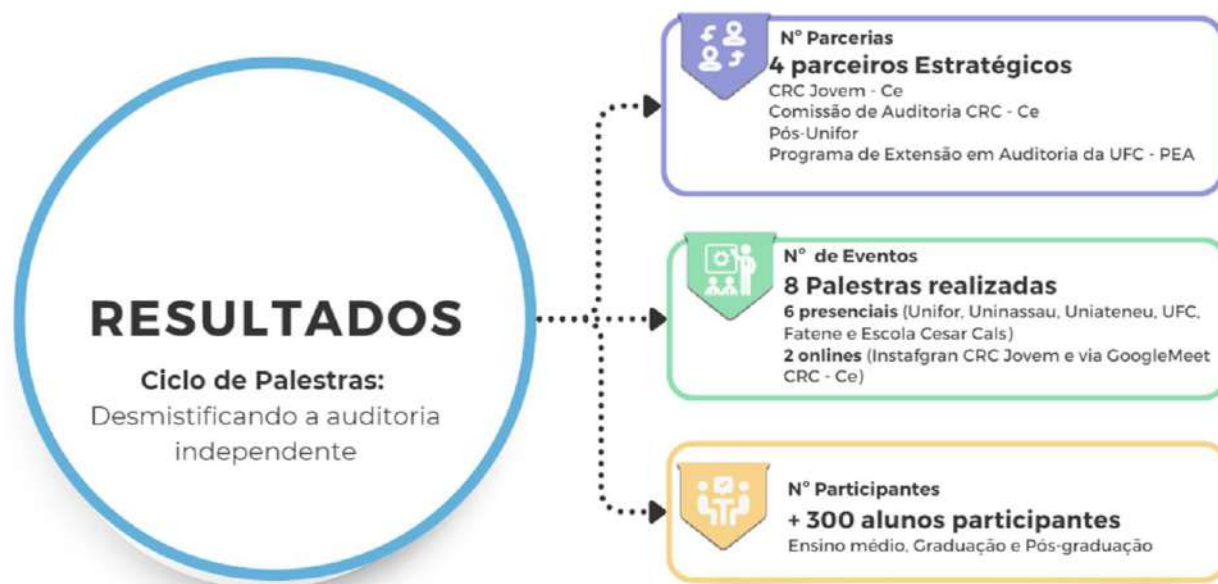 RESULTADOS
Ciclo de Palestras:
Desmistificando a auditoria
independente
N° Parcerias
4 parceiros Estratégicos
CRC Jovem - Ce
Comissão de Auditoria CRC - Ce
Pós-Unifor
Programa de Extensão em Auditoria da UFC - PEA
N° de Eventos
8 Palestras realizadas
6 presenciais (Unifor, Uninassau, Uniateneu, UFC,
Fatene e Escola Cesar Cals)
2 onlines (Instafgran CRC Jovem e via GoogleMeet
CRC - Ce)
N° Participantes
+ 300 alunos participantes
Ensino médio, Graduação e Pós-graduação